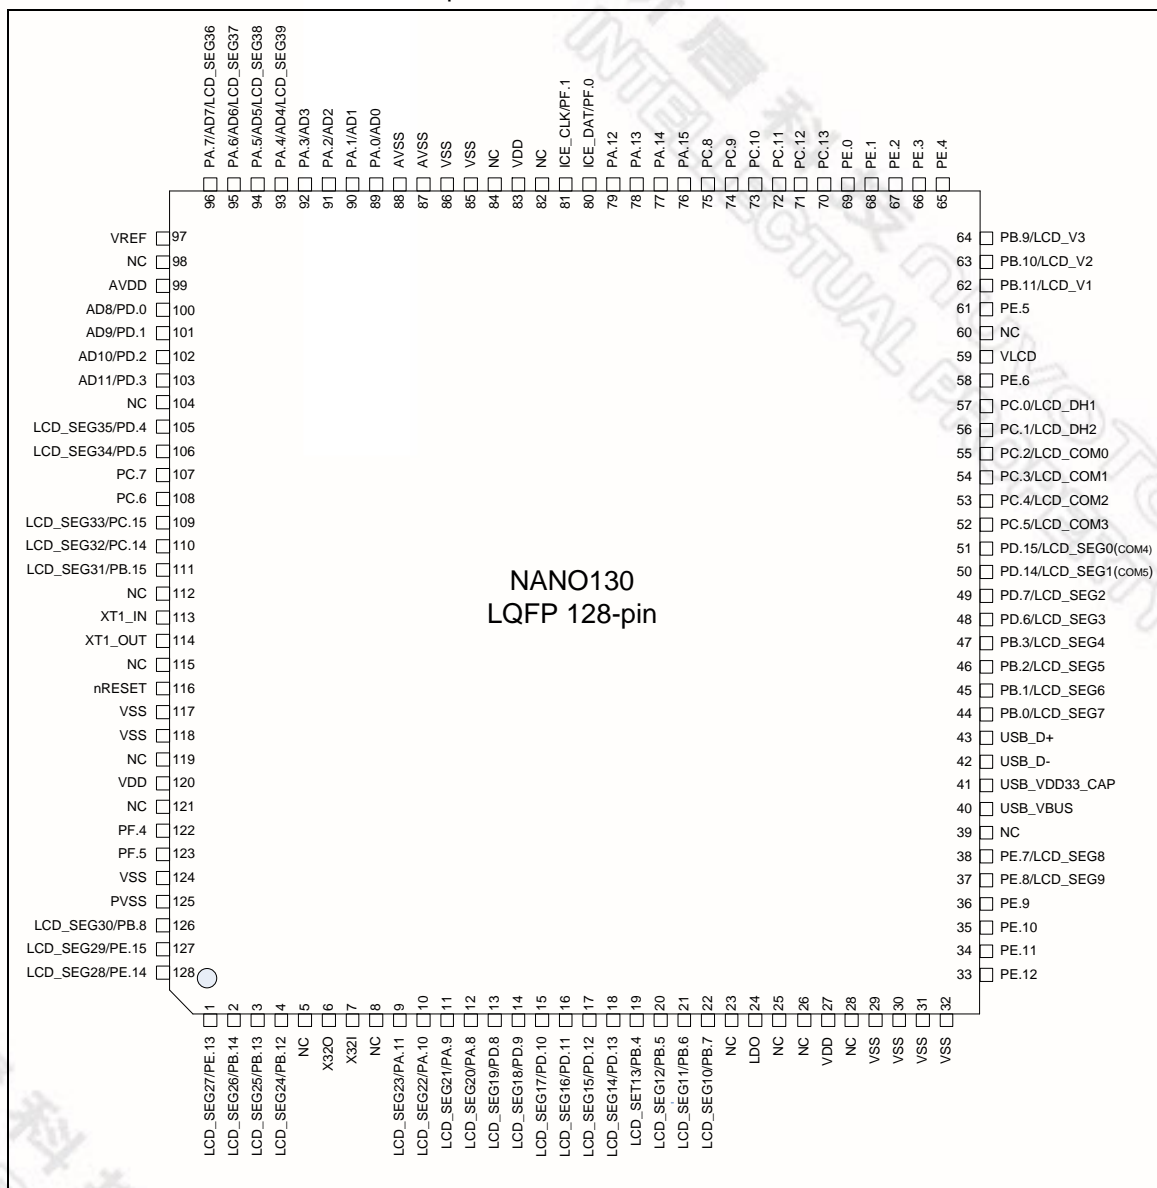 PA.7/AD7/LCD_SEG36
PA.6/AD6/LCD_SEG37
PA.5/AD5/LCD_SEG38
PA.4/AD4/LCD_SEG39
PA.3/AD3
PA.2/AD2
PA.1/AD1
PA.0/AD0
AVSS
AVSS
VSS
VSS
NC
VDD
NC
ICE_CLK/PF.1
ICE_DAT/PF.0
PA.12
PA.13
PA.14
PA.15
PC.8
PC.9
PC.10
PC.11
PC.12
PC.13
PE.0
PE.1
PE.2
PE.3
PE.4
96 95 94 93 92 91 90 89 88 87 86 85 84 83 82 81 80 79 78 77 76 75 74 73 72 71 70 69 68 67 66 65
VREF 97
NC 98
AVDD 99
AD8/PD.0 100
AD9/PD.1 101
AD10/PD.2 102
AD11/PD.3 103
NC 104
LCD_SEG35/PD.4 105
LCD_SEG34/PD.5 106
PC.7 107
PC.6 108
LCD_SEG33/PC.15 109
LCD_SEG32/PC.14 110
LCD_SEG31/PB.15 111
NC 112
XT1_IN 113
XT1_OUT 114
NC 115
nRESET 116
VSS 117
VSS 118
NC 119
VDD 120
NC 121
PF.4 122
PF.5 123
VSS 124
PVSS 125
LCD_SEG30/PB.8 126
LCD_SEG29/PE.15 127
LCD_SEG28/PE.14 128
NANO130
LQFP 128-pin
64 PB.9/LCD_V3
63 PB.10/LCD_V2
62 PB.11/LCD_V1
61 PE.5
60 NC
59 VLCD
58 PE.6
57 PC.0/LCD_DH1
56 PC.1/LCD_DH2
55 PC.2/LCD_COM0
54 PC.3/LCD_COM1
53 PC.4/LCD_COM2
52 PC.5/LCD_COM3
51 PD.15/LCD_SEG0(COM4)
50 PD.14/LCD_SEG1(COM5)
49 PD.7/LCD_SEG2
48 PD.6/LCD_SEG3
47 PB.3/LCD_SEG4
46 PB.2/LCD_SEG5
45 PB.1/LCD_SEG6
44 PB.0/LCD_SEG7
43 USB_D+
42 USB_D-
41 USB_VDD33_CAP
40 USB_VBUS
39 NC
38 PE.7/LCD_SEG8
37 PE.8/LCD_SEG9
36 PE.9
35 PE.10
34 PE.11
33 PE.12
1 2 3 4 5 6 7 8 9 10 11 12 13 14 15 16 17 18 19 20 21 22 23 24 25 26 27 28 29 30 31 32
LCD_SEG27/PE.13
LCD_SEG26/PB.14
LCD_SEG25/PB.13
LCD_SEG24/PB.12
NC
X32O
X32I
NC
LCD_SEG23/PA.11
LCD_SEG22/PA.10
LCD_SEG21/PA.9
LCD_SEG20/PA.8
LCD_SEG19/PD.8
LCD_SEG18/PD.9
LCD_SEG17/PD.10
LCD_SEG16/PD.11
LCD_SEG15/PD.12
LCD_SEG14/PD.13
LCD_SET13/PB.4
LCD_SEG12/PB.5
LCD_SEG11/PB.6
LCD_SEG10/PB.7
NC
LDO
NC
NC
VDD
NC
VSS
VSS
VSS
VSS
唐科技 nuvoTo
INTELLECTUAL PROPERTY
科